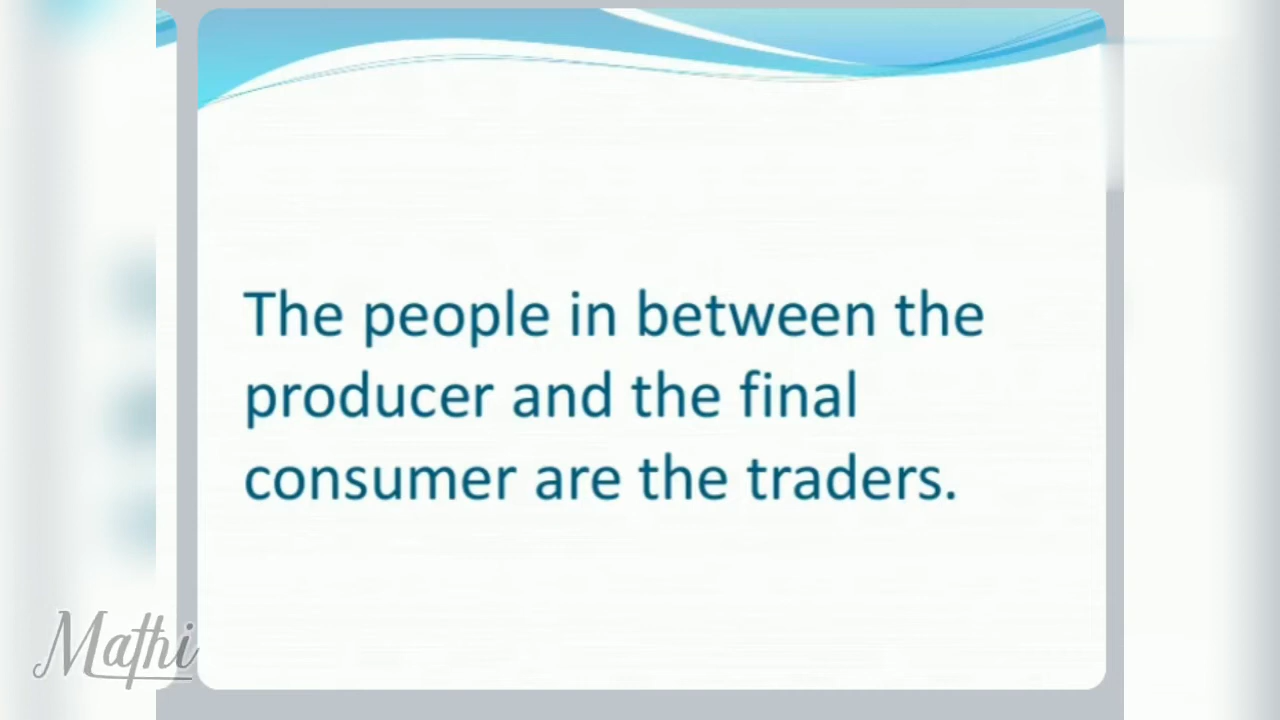 The people in between the
producer and the final
consumer are the traders.
Mathi